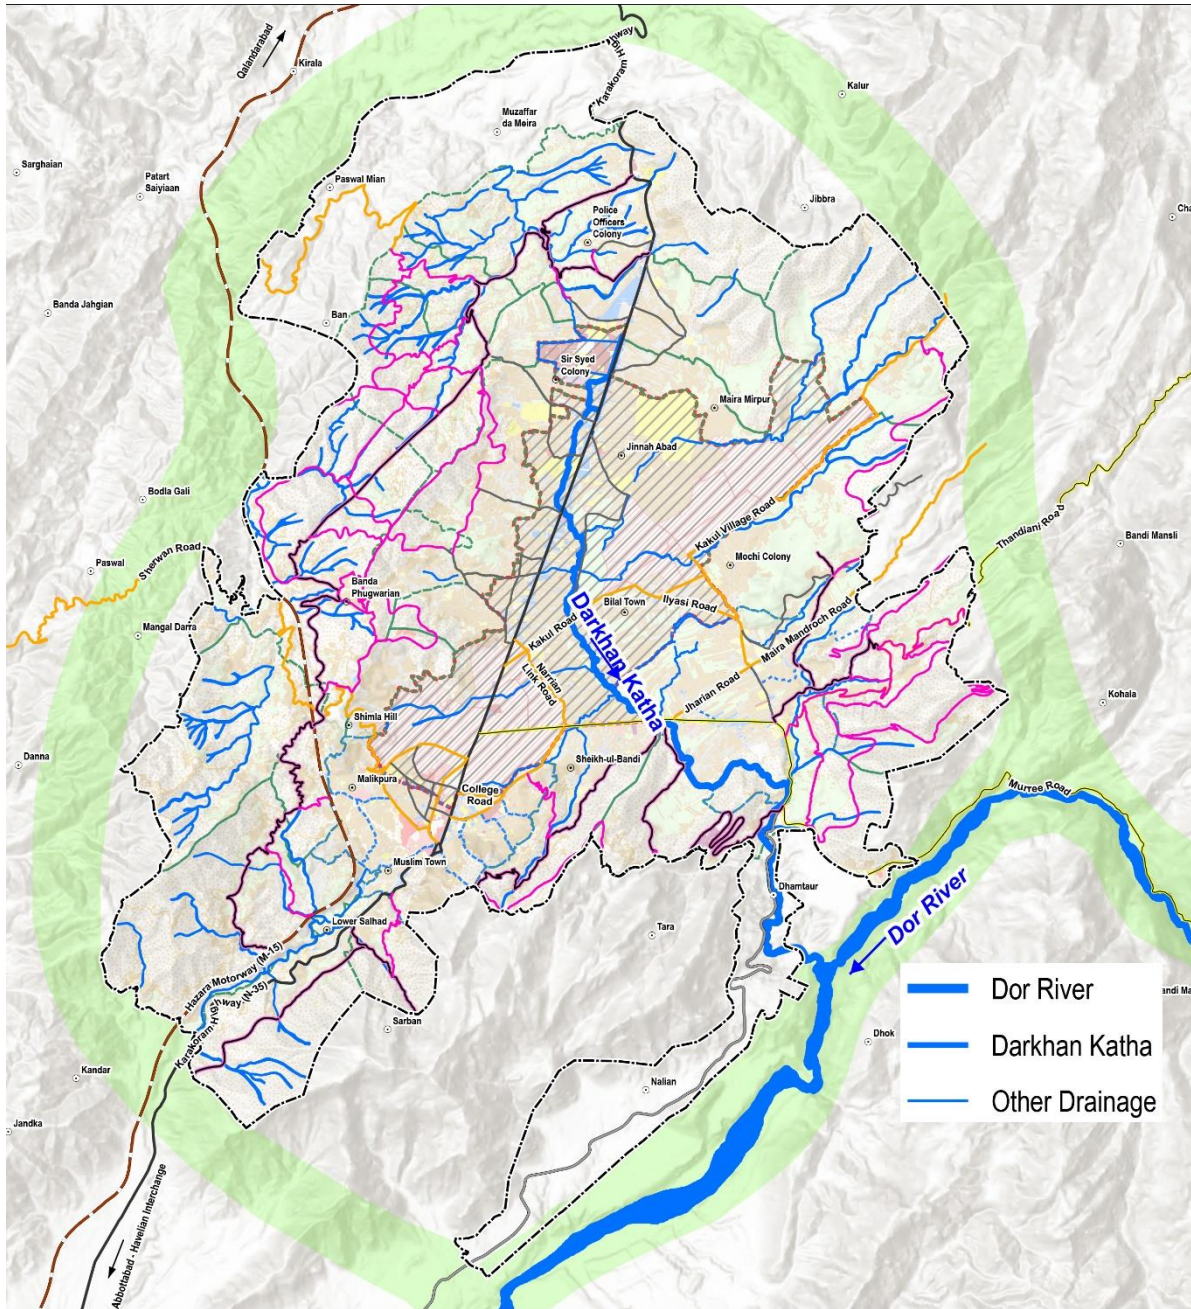 Qalandarabad
Kirala
Karakoram Highway
Kalur
Muzaffar
da Meira
Sarghaian
Patart
Saiyiaan
Paswal Mian
Jibbra
Police
Officers
Colony
Banda Jahgian
Ban
Sir Syed
Colony
Maira Mirpur
Jinnah Abad
Bodla Gali
Kakul Village Road
Thandiani Road
Bandi Mansli
Sherwan Road
Paswal
Mochi Colony
Banda
Phugwarian
Ilyasi Road
Bilal Town
Maira Mandroch Road
Mangal Darra
Kakul Road
Darkhan Katha
Narrian
Link Road
Jharian Road
Kohala
Shimla Hill
Danna
Sheikh-ul-Bandi
Malikpura
College
Road
Murree Road
Muslim Town
Dhamtaur
Dor River
Lower Salhad
Tara
Hazara Motorway (M-15)
Karakoram Highway (N-35)
Sarban
Dhok
Kandar
Nalian
Jandka
Abbottabad - Havelian Interchange
Dor River
Darkhan Katha
Other Drainage